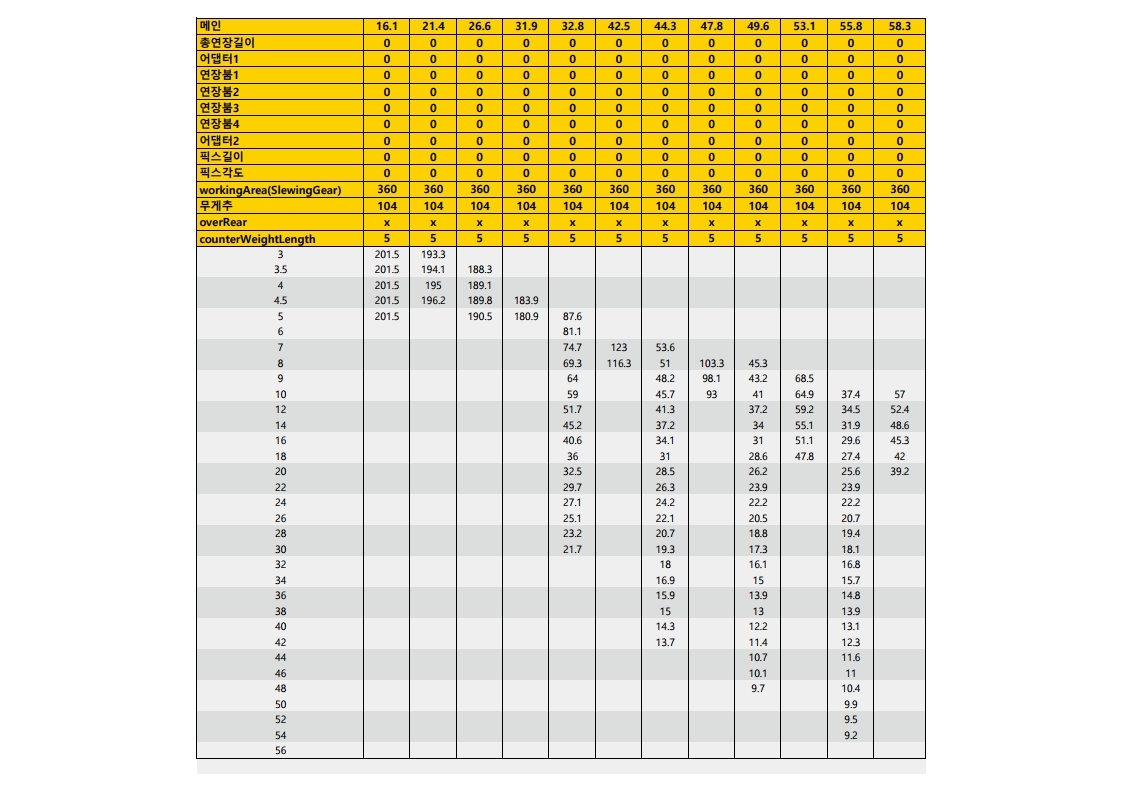 메인 16.1 21.4 26.6 31.9 32.8 42.5 44.3 47.8 49.6 53.1 55.8 58.3
총연장길이 0 0 0 0 0 0 0 0 0 0 0 0
어댑터1 0 0 0 0 0 0 0 0 0 0 0 0
연장붐1 0 0 0 0 0 0 0 0 0 0 0 0
연장붐2 0 0 0 0 0 0 0 0 0 0 0 0
연장붐3 0 0 0 0 0 0 0 0 0 0 0 0
연장붐4 0 0 0 0 0 0 0 0 0 0 0 0
어댑터2 0 0 0 0 0 0 0 0 0 0 0 0
픽스길이 0 0 0 0 0 0 0 0 0 0 0 0
픽스각도 0 0 0 0 0 0 0 0 0 0 0 0
workingArea(SlewingGear) 360 360 360 360 360 360 360 360 360 360 360 360
무게추 104 104 104 104 104 104 104 104 104 104 104 104
overRear x x x x x x x x x x x x
counterWeightLength 5 5 5 5 5 5 5 5 5 5 5 5
3 201.5 193.3
3.5 201.5 194.1 188.3
4 201.5 195 189.1
4.5 201.5 196.2 189.8 183.9
5 201.5 190.5 180.9 87.6
6 81.1
7 74.7 123 53.6
8 69.3 116.3 51 103.3 45.3
9 64 48.2 98.1 43.2 68.5
10 59 45.7 93 41 64.9 37.4 57
12 51.7 41.3 37.2 59.2 34.5 52.4
14 45.2 37.2 34 55.1 31.9 48.6
16 40.6 34.1 31 51.1 29.6 45.3
18 36 31 28.6 47.8 27.4 42
20 32.5 28.5 26.2 25.6 39.2
22 29.7 26.3 23.9 23.9
24 27.1 24.2 22.2 22.2
26 25.1 22.1 20.5 20.7
28 23.2 20.7 18.8 19.4
30 21.7 19.3 17.3 18.1
32 18 16.1 16.8
34 16.9 15 15.7
36 15.9 13.9 14.8
38 15 13 13.9
40 14.3 12.2 13.1
42 13.7 11.4 12.3
44 10.7 11.6
46 10.1 11
48 9.7 10.4
50 9.9
52 9.5
54 9.2
56